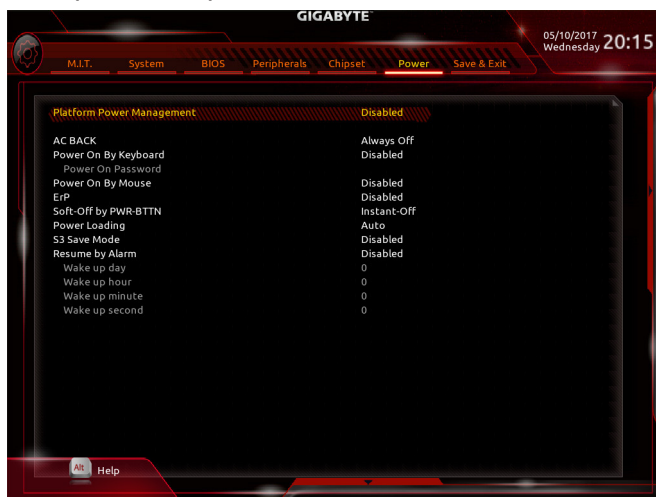 GIGABYTE
05/10/2017
Wednesday 20:15
M.I.T. System BIOS Peripherals Chipset Power Save & Exit
Platform Power Management Disabled
AC BACK Always Off
Power On By Keyboard Disabled
Power On Password
Power On By Mouse Disabled
ErP Disabled
Soft-Off by PWR-BTTN Instant-Off
Power Loading Auto
S3 Save Mode Disabled
Resume by Alarm Disabled
Wake up day 0
Wake up hour 0
Wake up minute 0
Wake up second 0
Alt Help